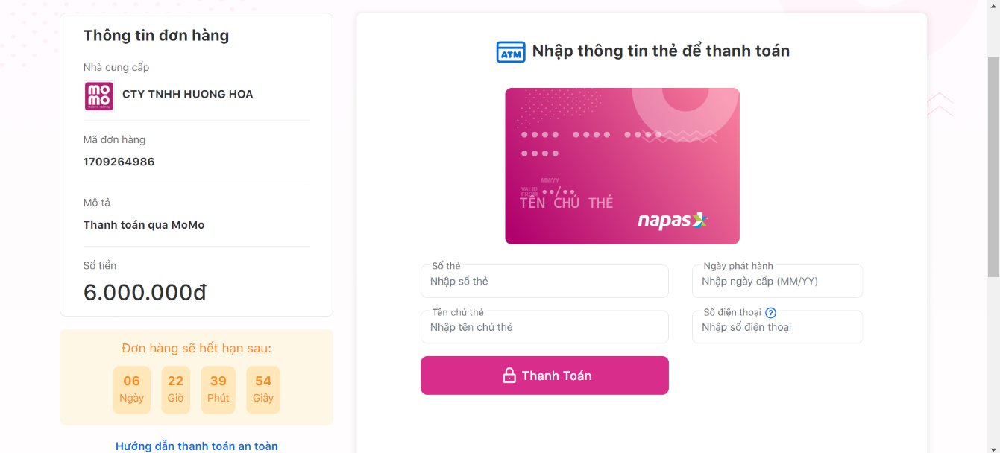 Thông tin đơn hàng
Nhà cung cấp
mo
mo
CTY TNHH HUONG HOA
Mã đơn hàng
1709264986
Mô tả
Thanh toán qua MoMo
Số tiền
6.000.000đ
Đơn hàng sẽ hết hạn sau:
06 22 39 54
Ngày Giờ Phút Giây
Hướng dẫn thanh toán an toàn
ATM Nhập thông tin thẻ để thanh toán
MM/YY
VALID
FROM
TÊN CHỦ THẺ
napas
Số thẻ
Nhập số thẻ
Ngày phát hành
Nhập ngày cấp (MM/YY)
Tên chủ thẻ
Nhập tên chủ thẻ
Số điện thoại ?
Nhập số điện thoại
Thanh Toán